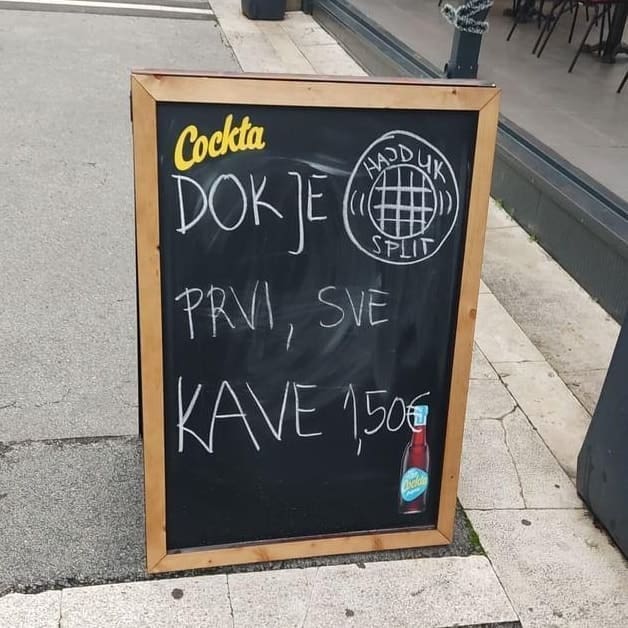 Cockta
DOK JE
HAJDUK
SPLIT
PRVI, SVE
KAVE 1,50€
Cockta